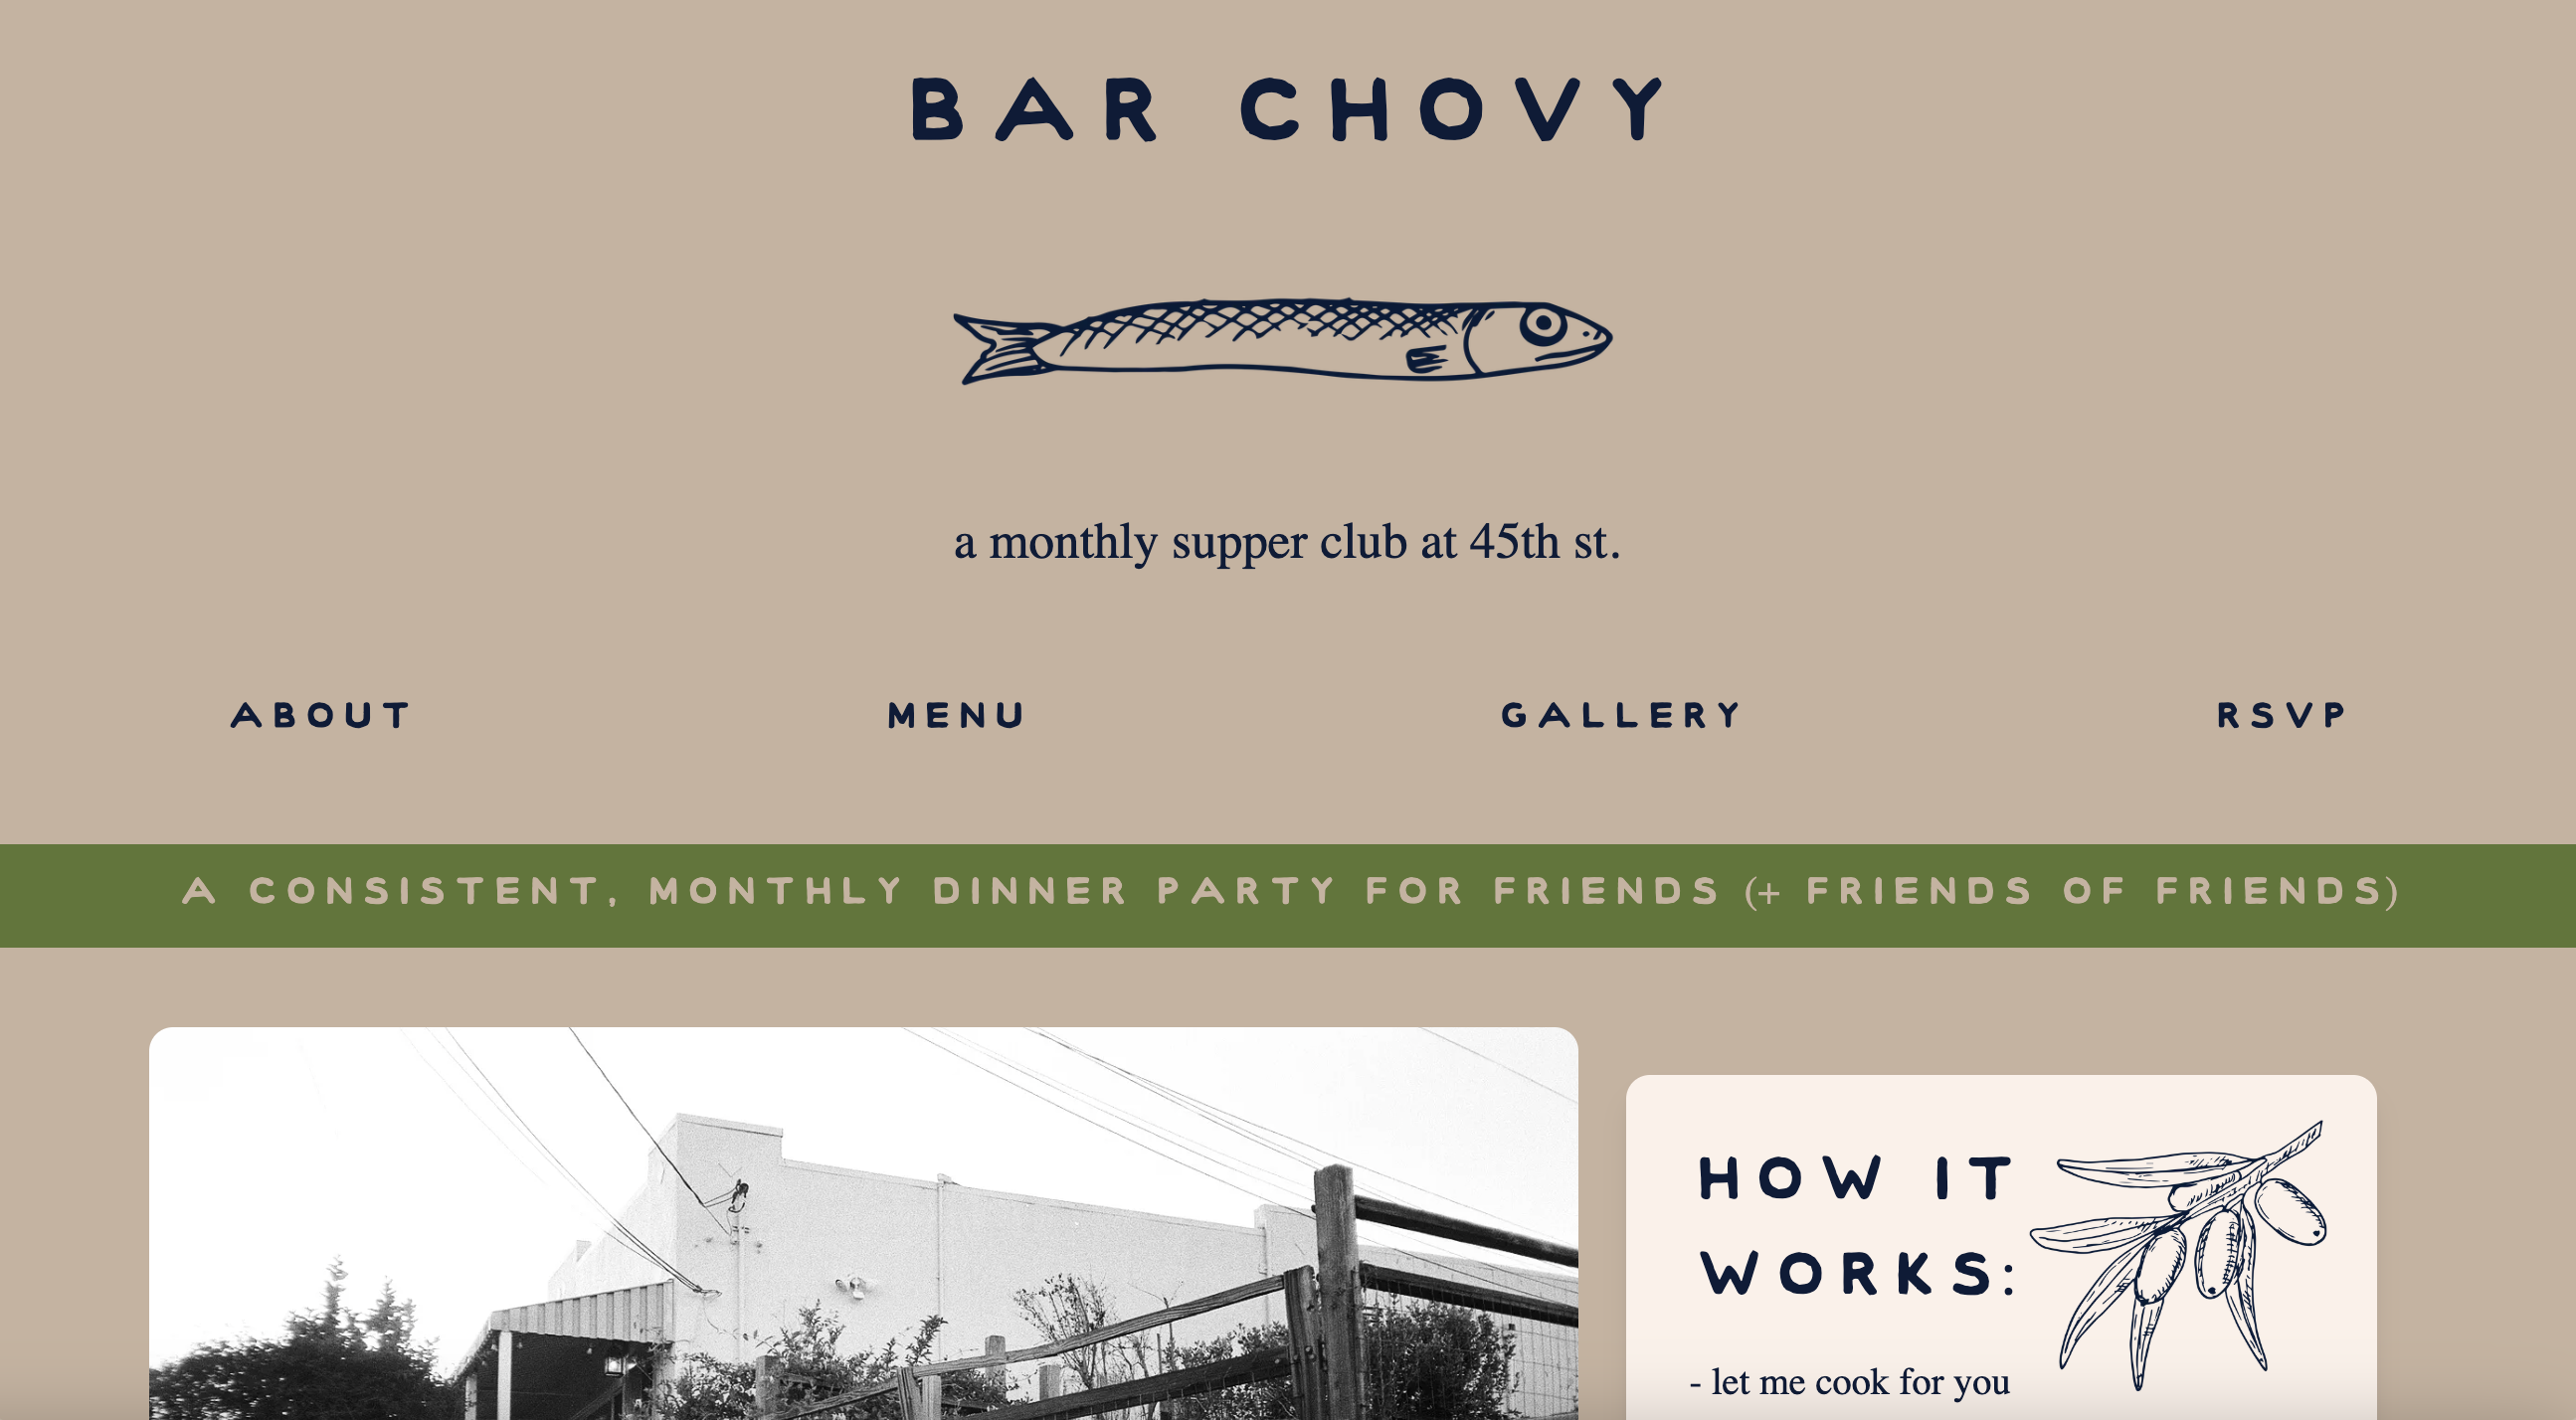 BAR CHOVY
a monthly supper club at 45th st.
ABOUT MENU GALLERY RSVP
A CONSISTENT, MONTHLY DINNER PARTY FOR FRIENDS (+ FRIENDS OF FRIENDS)
HOW IT
WORKS:
- let me cook for you